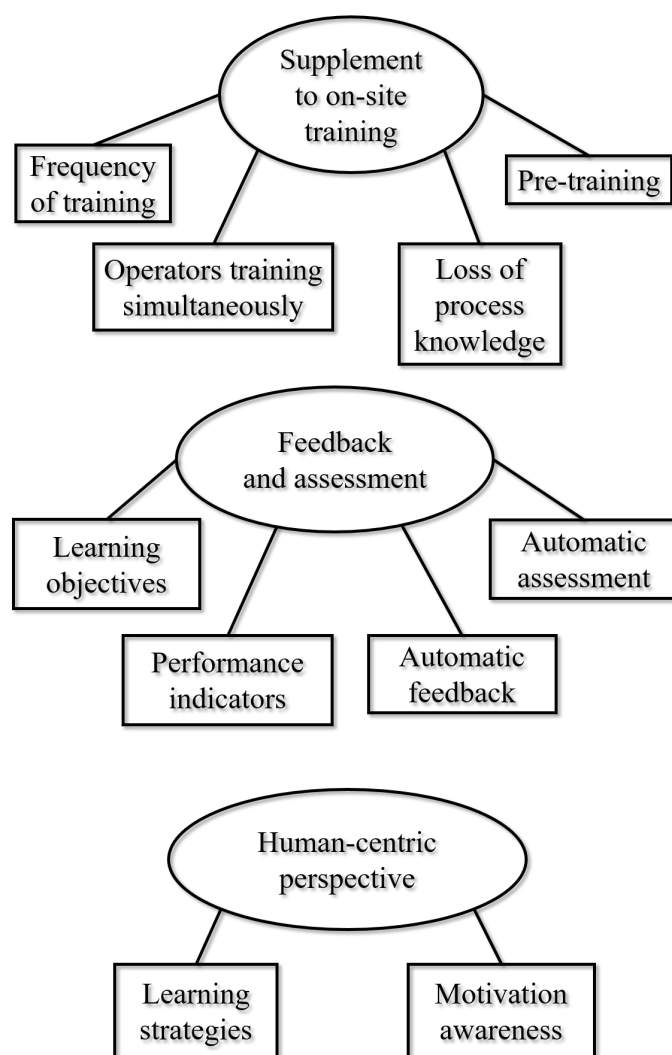 Supplement
to on-site
training
Frequency
of training
Pre-training
Operators training
simultaneously
Loss of
process
knowledge
Feedback
and assessment
Learning
objectives
Automatic
assessment
Performance
indicators
Automatic
feedback
Human-centric
perspective
Learning
strategies
Motivation
awareness